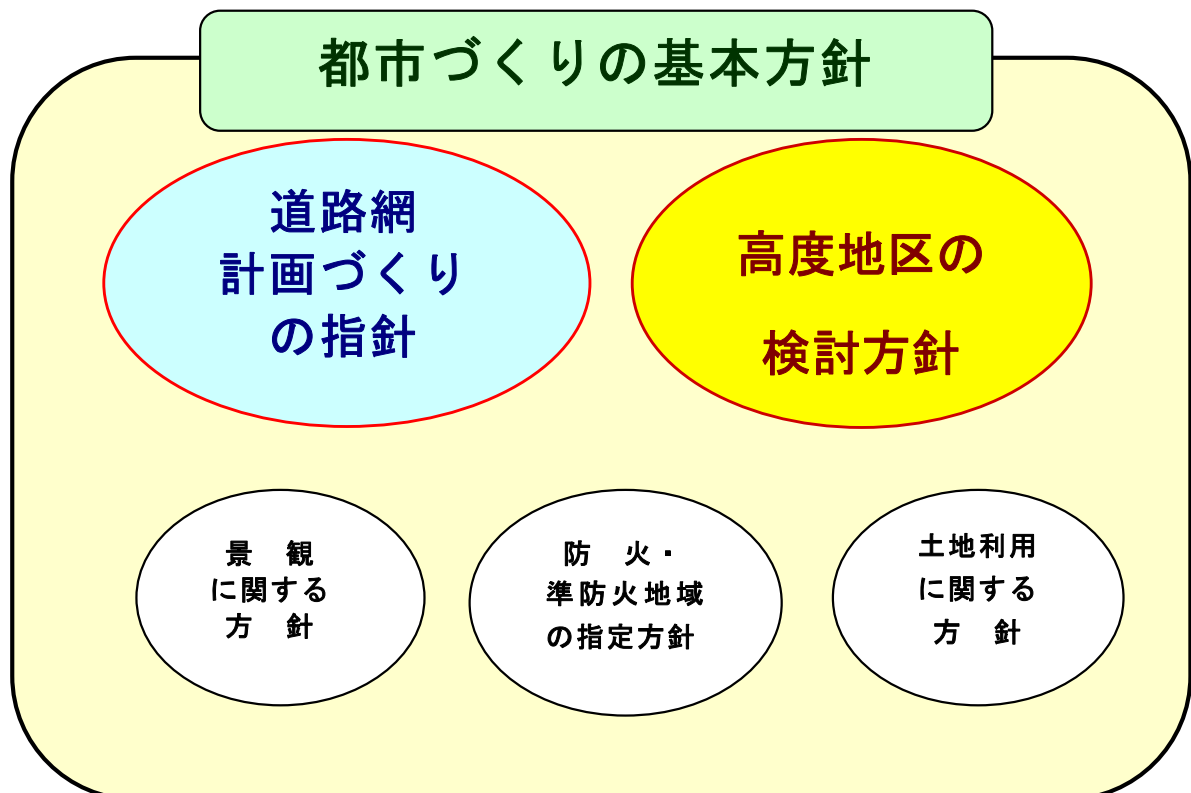 都市づくりの基本方針
道路網
計画づくり
の指針
高度地区の
検討方針
景　観
に関する
方　針
防　火・
準防火地域
の指定方針
土地利用
に関する
方　針